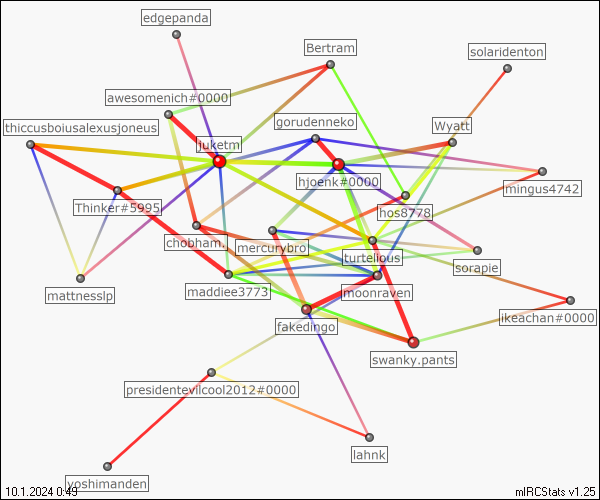 edgepanda
Bertram
solaridenton
awesomenich#0000
gorudenneko
Wyatt
thiccusboiusalexusjoneus
juketm
hjoenk#0000
mingus4742
Thinker#5995
hos8778
chobham.
mercurybro
turtellous
sorapie
mattnesslp
maddiee3773
moonraven
fakedingo
ikeachan#0000
swanky.pants
presidentevilcool2012#0000
lahnk
yoshimanden
10.1.2024 0:49
mIRCStats v1.25